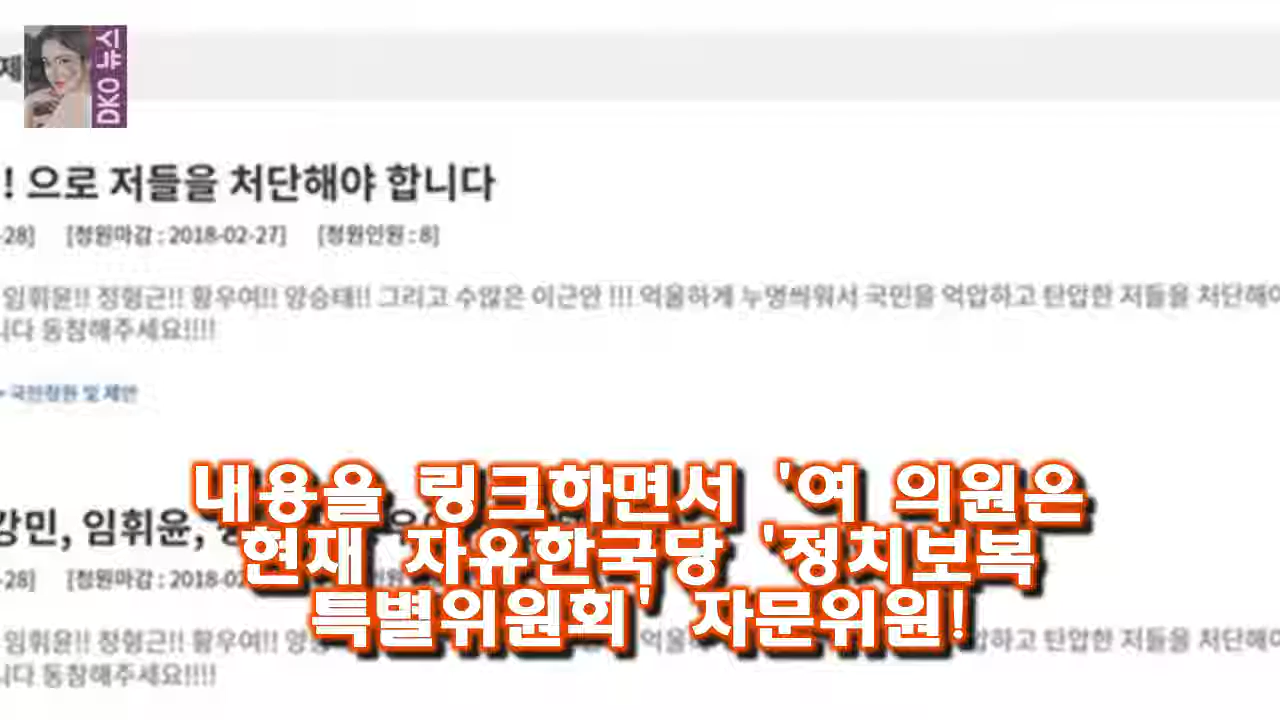 제
DKO 뉴스
! 으로 저들을 처단해야 합니다
-28] [청원마감 : 2018-02-27] [청원인원 : 8]
임휘윤!! 정형근!! 황우여!! 양승태!! 그리고 수많은 이근안 !!! 억울하게 누명씌워서 국민을 억압하고 탄압한 저들을 처단해야
니다 동참해주세요!!!!
국민청원 및 제안
내용을 링크하면서 '여 의원은
강민, 임휘윤,
현재 자유한국당 '정치보복
-28] [청원마감 : 2018-02
특별위원회' 자문위원!
임휘윤!! 정형근!! 황우여!! 억울 압하고 탄압한 저들을 처단해야
니다 동참해주세요!!!!